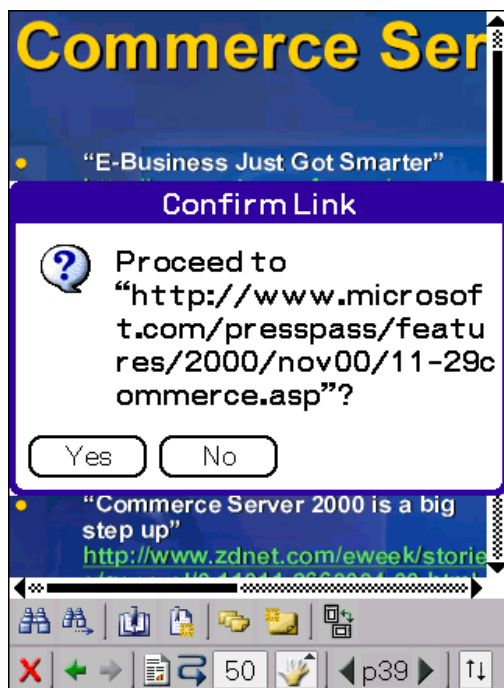 Commerce Ser
“E-Business Just Got Smarter”
Confirm Link
Proceed to
“http://www.microsof
t.com/presspass/featu
res/2000/nov00/11-29c
ommerce.asp”?
Yes No
“Commerce Server 2000 is a big
step up”
http://www.zdnet.com/eweek/storie
50 p39